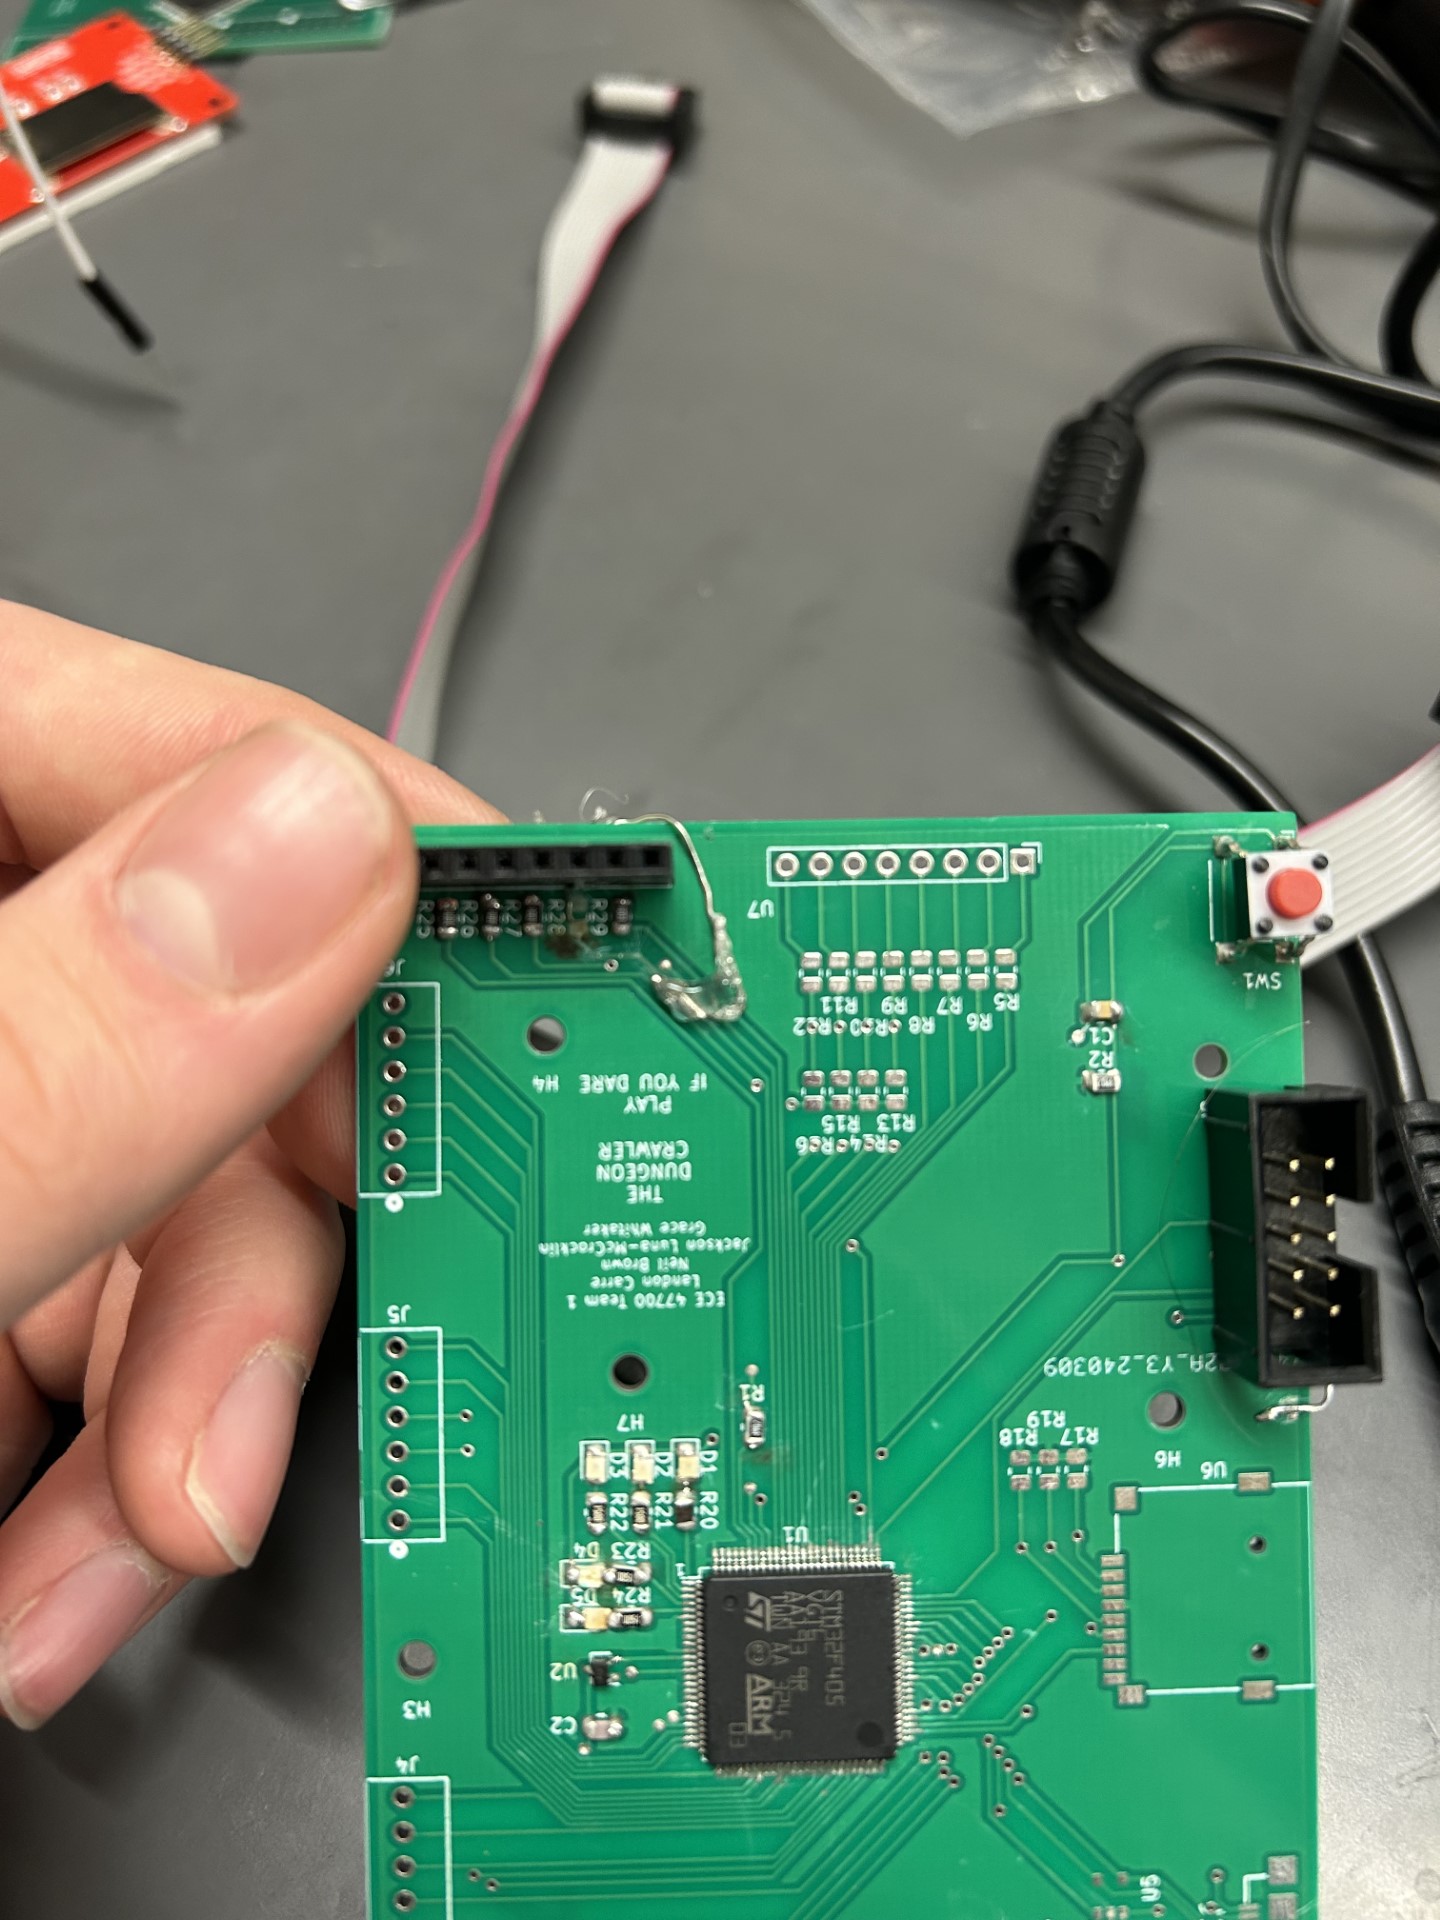 U5
J4
C2
U2
H3
STM32F405
ARM
R24 D5
R23 D4
U1
R20 R21 R22
D1 D2 D3
U6
H6
R17 R18
R19
H7
R1
2A_Y3_240309
J5
ECE 47700 Team 1
Landon Carre
Neil Brown
Jackson Luna-McCrocklin
Grace Whitaker
THE
DUNGEON
CRAWLER
PLAY
IF YOU DARE
H4
R13 R15
R2
C1
R5 R6 R7 R8 R9 R11
SW1
J6
U7
R25 R26 R27 R28 R29